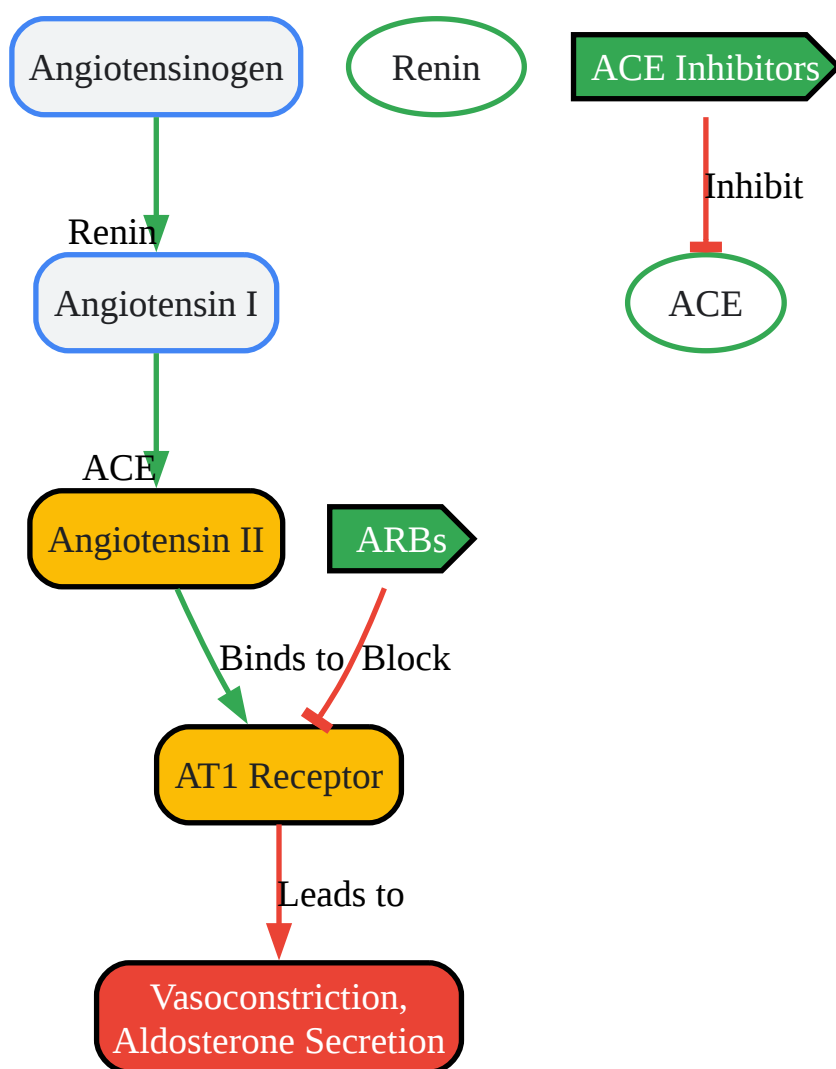 Angiotensinogen
Renin
ACE Inhibitors
Inhibit
Renin
Angiotensin I
ACE
ACE
Angiotensin II
ARBs
Binds to
Block
AT1 Receptor
Leads to
Vasoconstriction,
Aldosterone Secretion